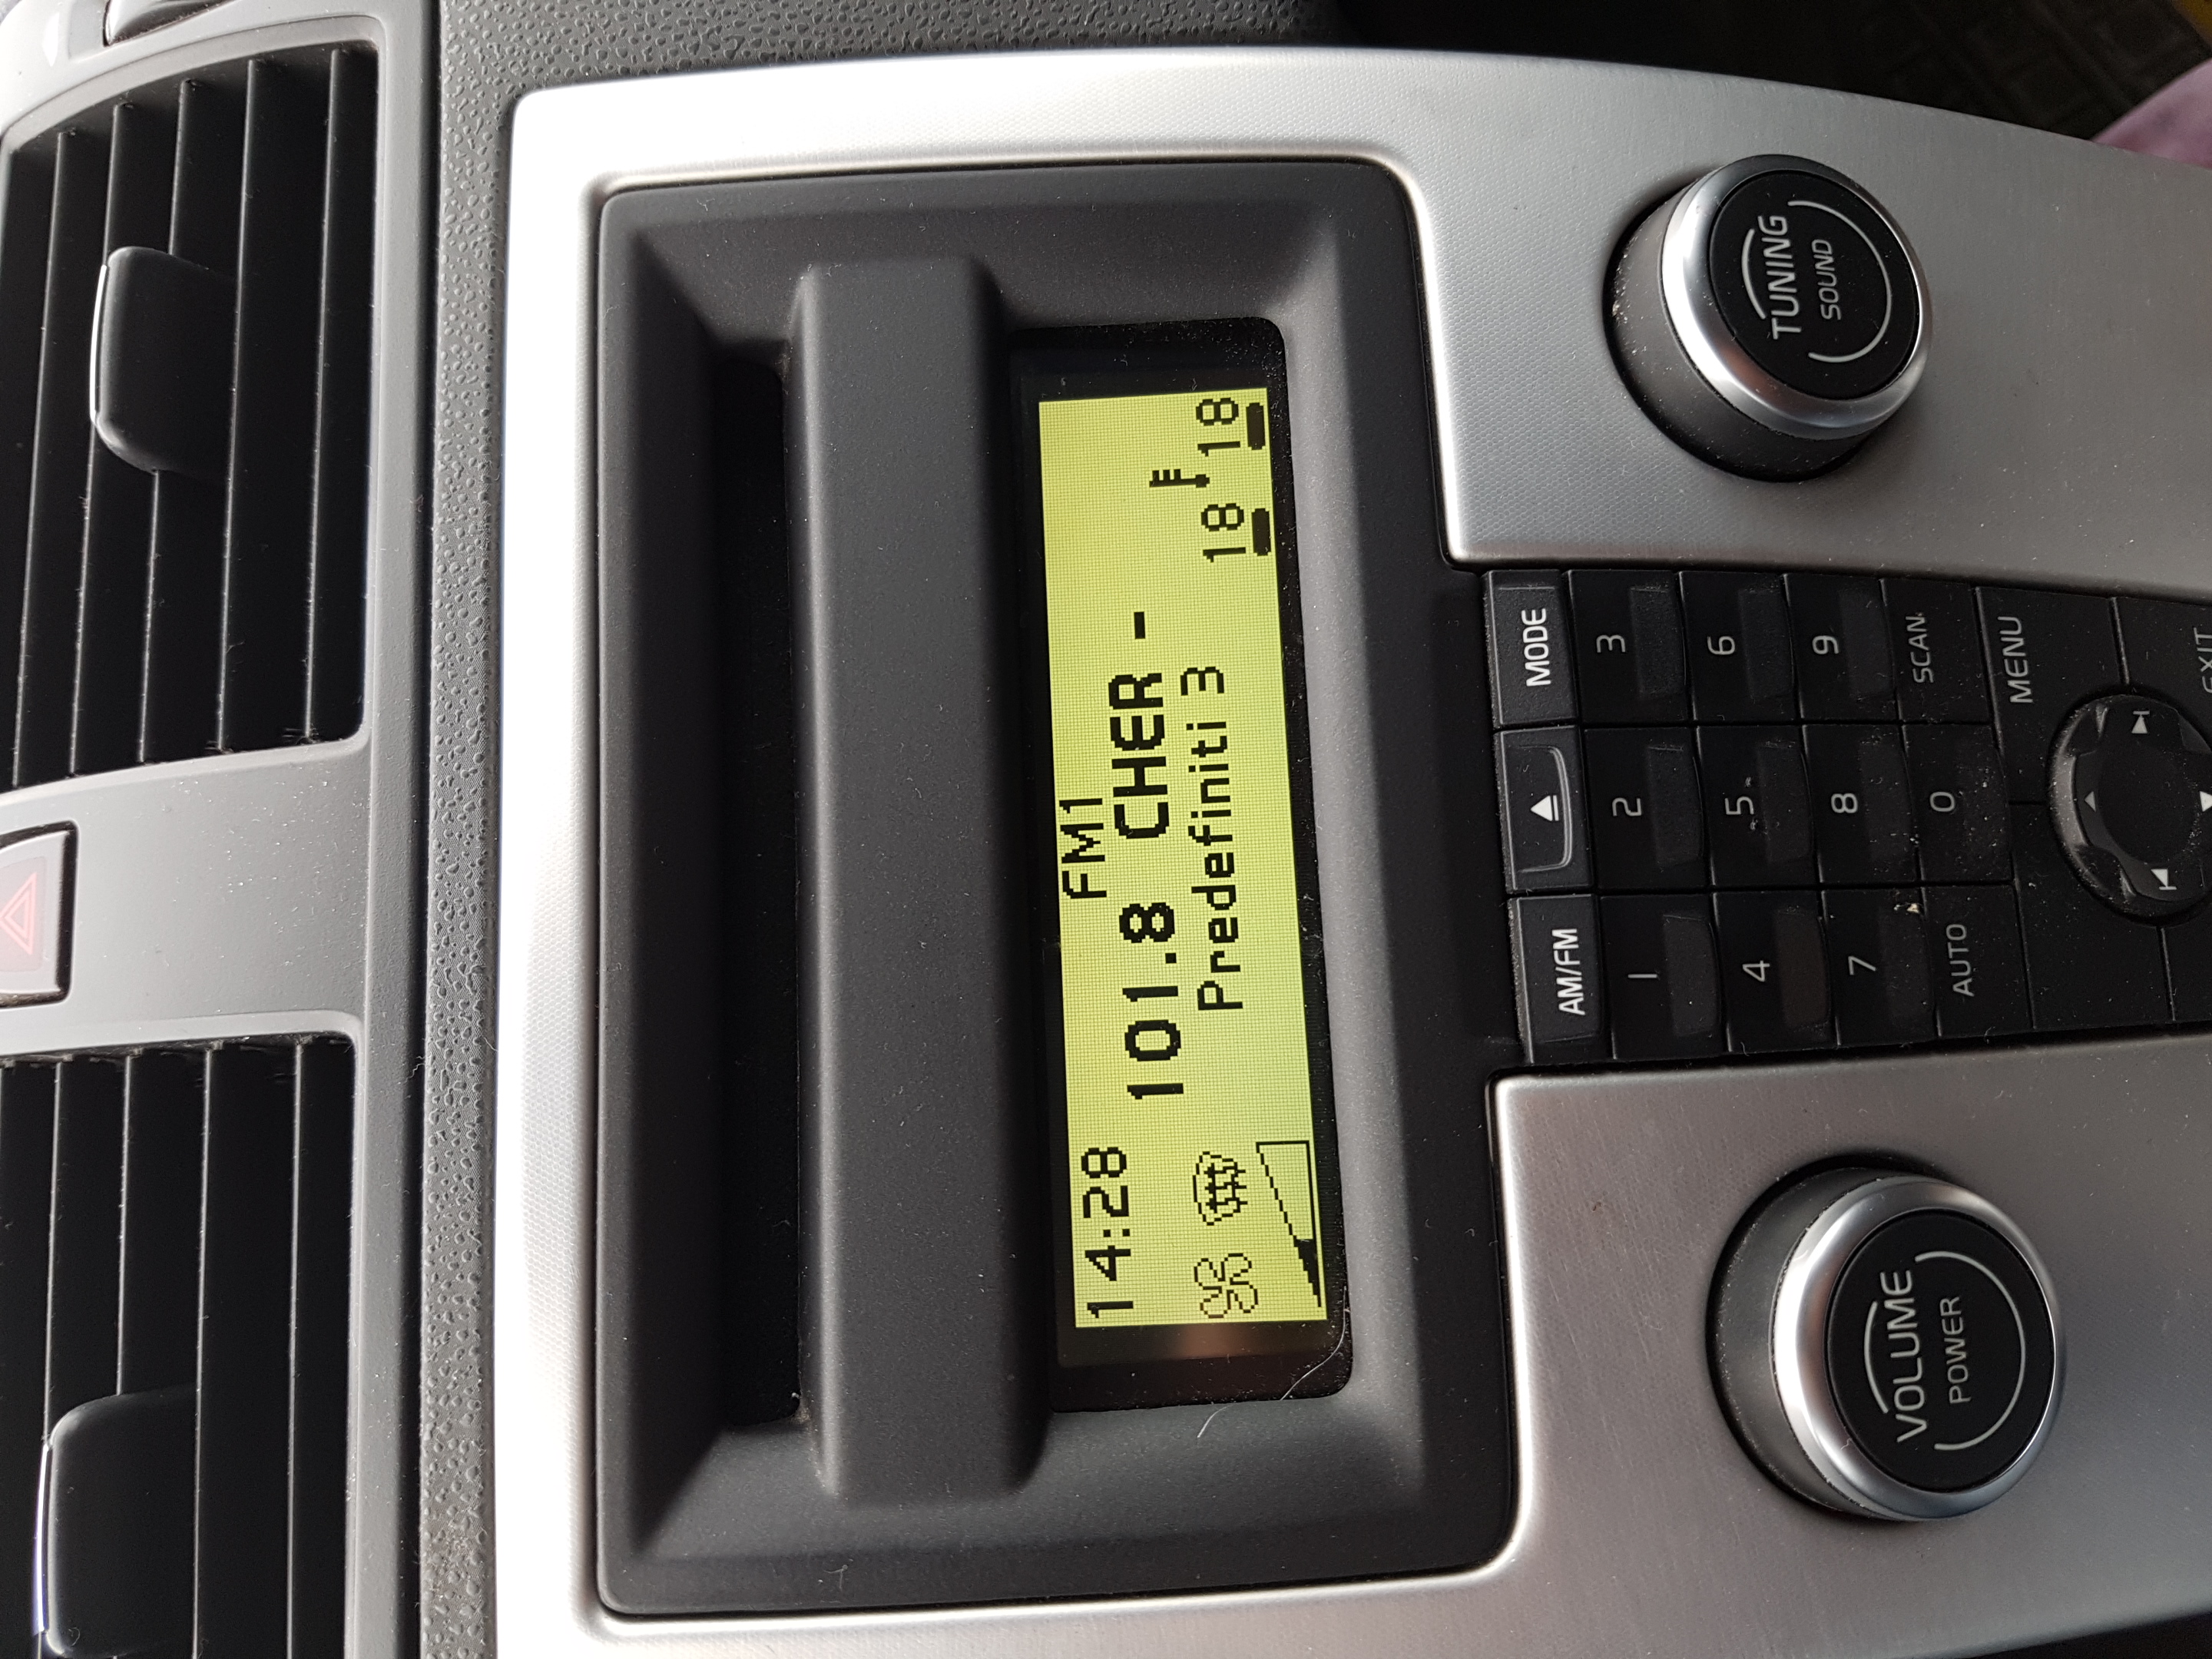 14:28 FM1
101.8 CHER -
Predefiniti 3
18 18
VOLUME
POWER
TUNING
SOUND
AM/FM MODE
1 2 3
4 5 6
7 8 9
AUTO 0 SCAN
MENU
EXIT